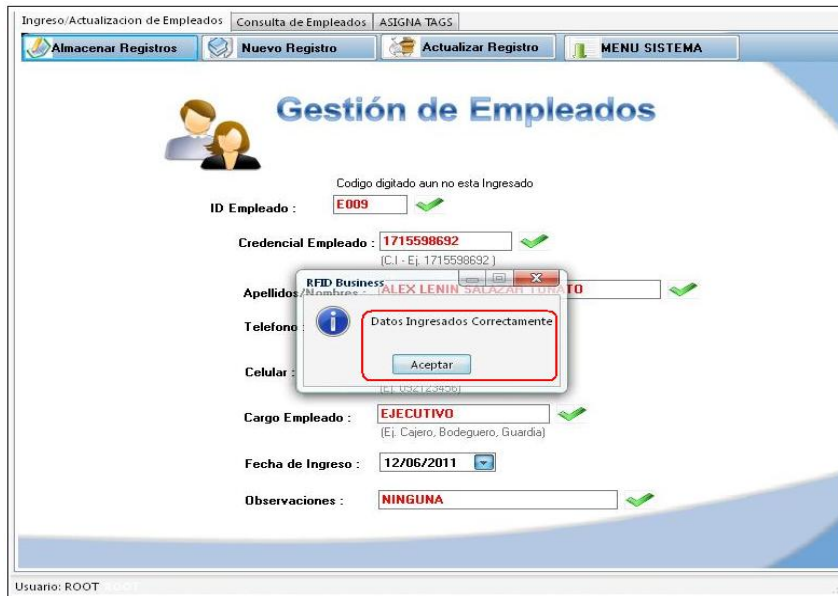 Ingreso/Actualizacion de Empleados Consulta de Empleados ASIGNA TAGS
Almacenar Registros Nuevo Registro Actualizar Registro MENU SISTEMA
Gestión de Empleados
Codigo digitado aun no esta Ingresado
ID Empleado : E009
Credencial Empleado : 1715598692
(C.I - Ej. 1715598692 )
RFID Business
Apellidos/Nombres : ALEX LENIN SALAZAR
Telefono :
Datos Ingresados Correctamente
Aceptar
Celular :
(Ej. 092123456)
Cargo Empleado : EJECUTIVO
(Ej. Cajero, Bodeguero, Guardia)
Fecha de Ingreso : 12/06/2011
Observaciones : NINGUNA
Usuario: ROOT ROOT